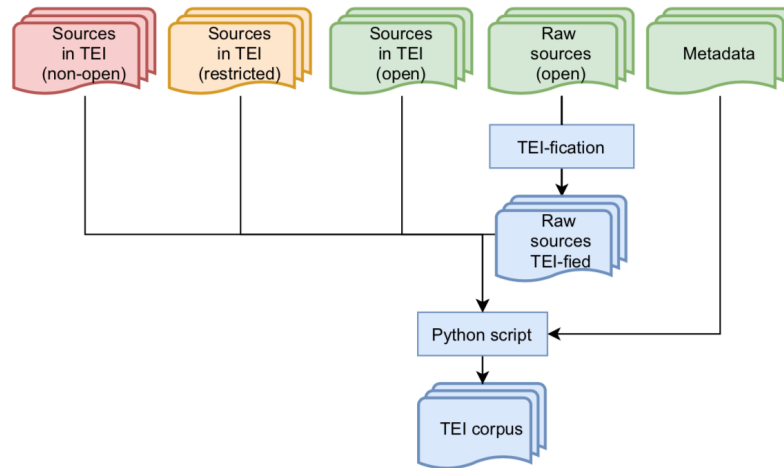 Sources
in TEI
(non-open)
Sources
in TEI
(restricted)
Sources
in TEI
(open)
Raw
sources
(open)
Metadata
TEI-fication
Raw
sources
TEI-fied
Python script
TEI corpus